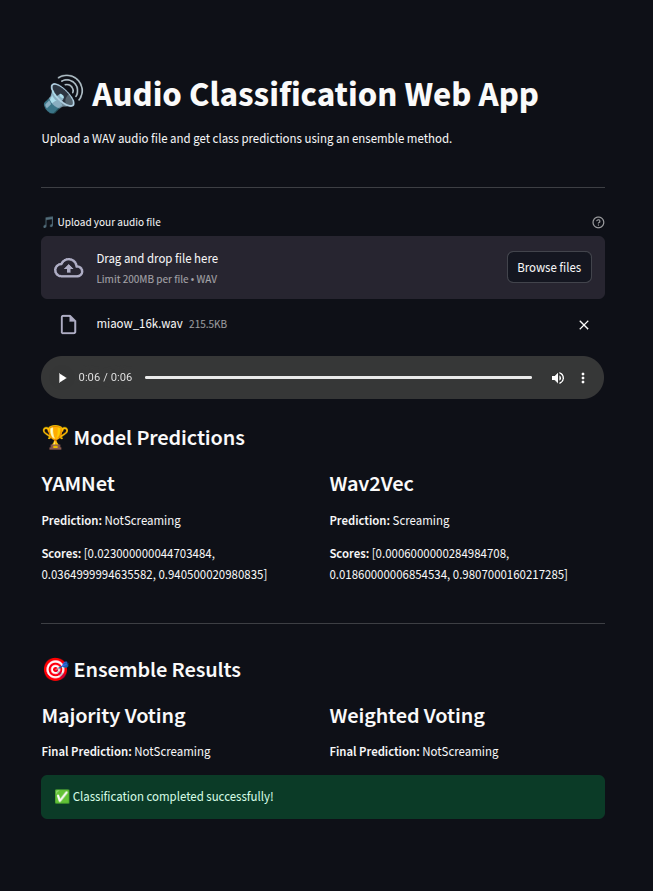 🔊 Audio Classification Web App
Upload a WAV audio file and get class predictions using an ensemble method.
🎵 Upload your audio file
Drag and drop file here
Limit 200MB per file • WAV
Browse files
miaow_16k.wav 215.5KB
0:06 / 0:06
🏆 Model Predictions
YAMNet
Prediction: NotScreaming
Scores: [0.023000000044703484,
0.0364999994635582, 0.940500020980835]
Wav2Vec
Prediction: Screaming
Scores: [0.0006000000284984708,
0.01860000006854534, 0.9807000160217285]
🎯 Ensemble Results
Majority Voting
Final Prediction: NotScreaming
Weighted Voting
Final Prediction: NotScreaming
✅ Classification completed successfully!